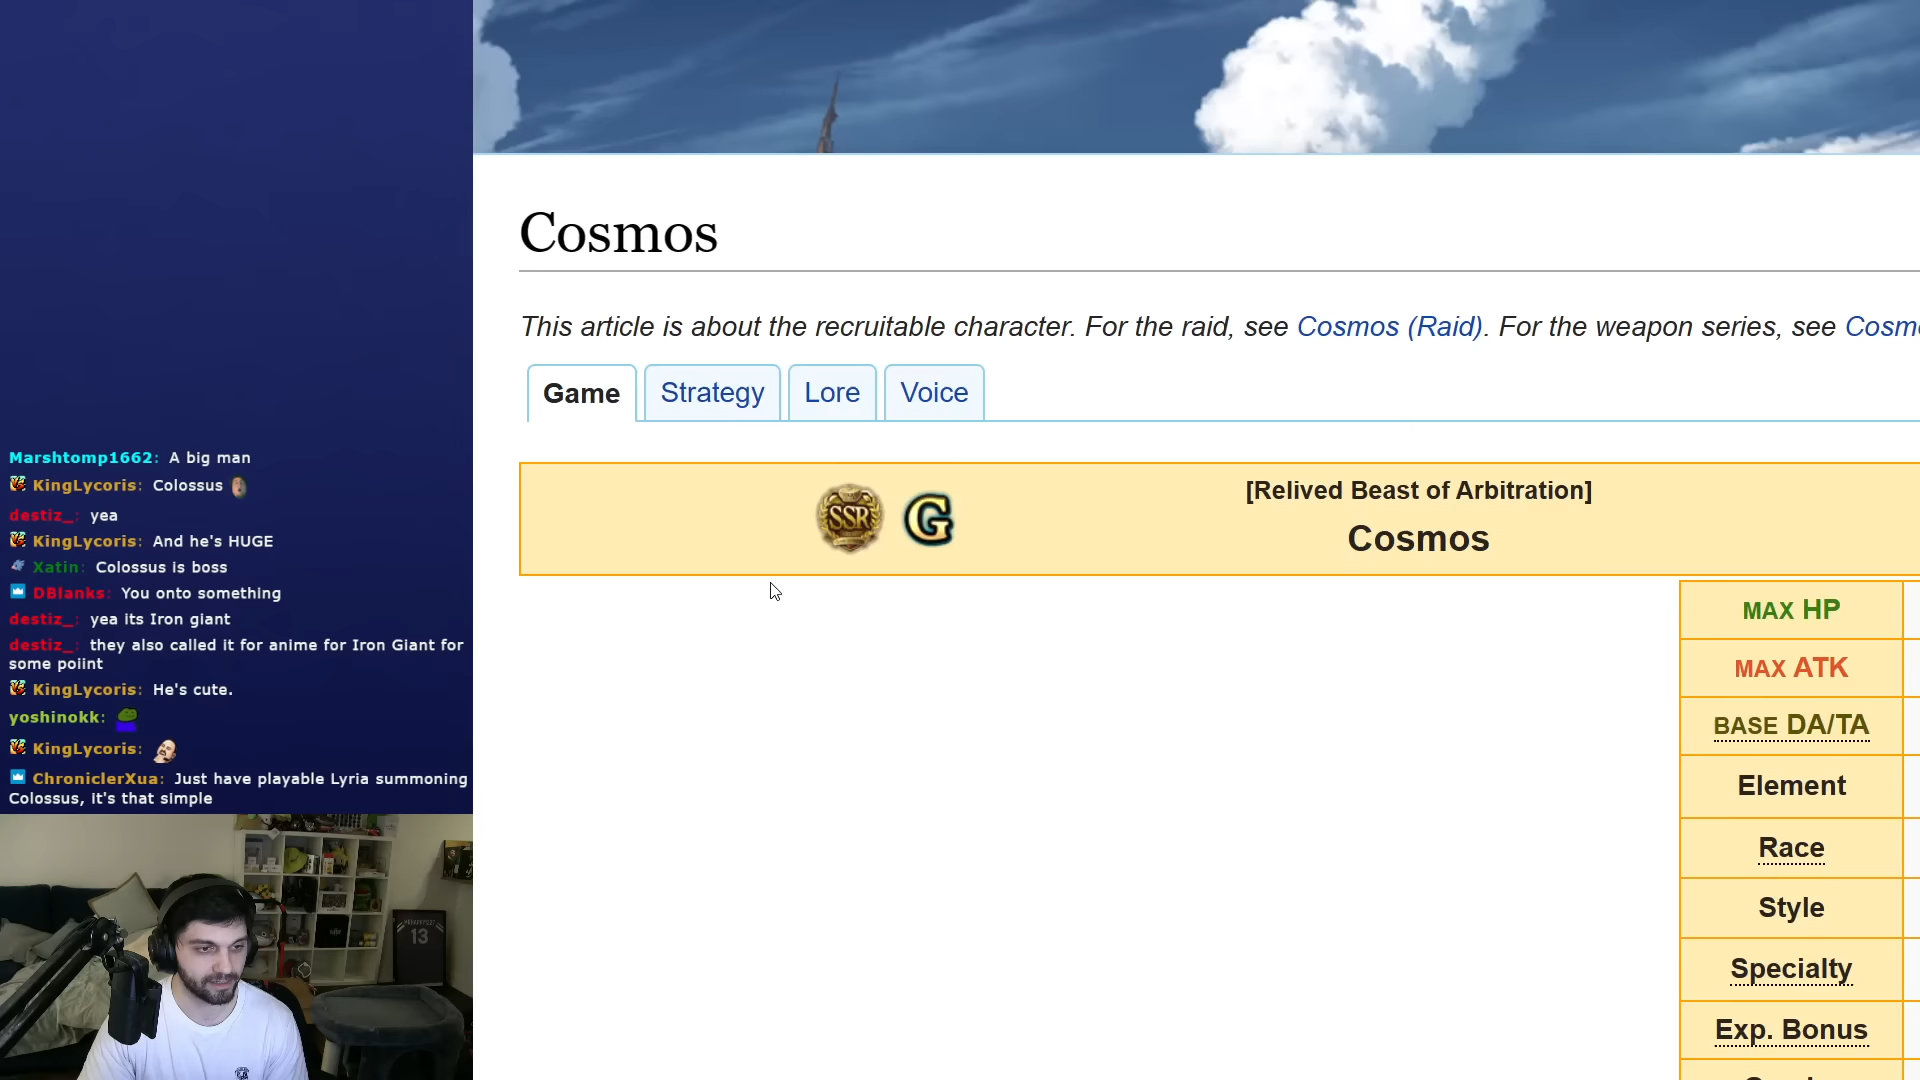 Marshtomp1662: A big man
KingLycoris: Colossus
destiz_: yea
KingLycoris: And he's HUGE
Xatin: Colossus is boss
DBlanks: You onto something
destiz_: yea its Iron giant
destiz_: they also called it for anime for Iron Giant for
some poiint
KingLycoris: He's cute.
yoshinokk:
KingLycoris:
ChroniclerXua: Just have playable Lyria summoning
Colossus, it's that simple
13
Cosmos
This article is about the recruitable character. For the raid, see Cosmos (Raid). For the weapon series, see
Game
Strategy
Lore
Voice
SSR
G
[Relived Beast of Arbitration]
Cosmos
MAX HP
MAX ATK
BASE DA/TA
Element
Race
Style
Specialty
Exp. Bonus